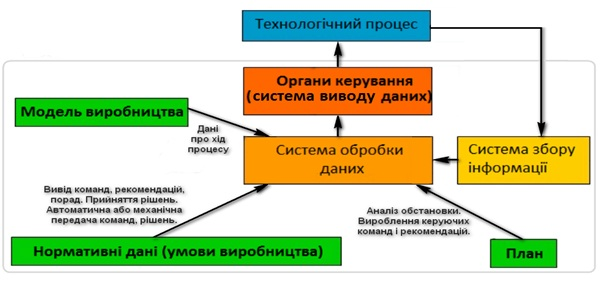 Технологічний процес
Органи керування
(система виводу даних)
Модель виробництва
Дані
про хід
процесу
Система обробки
даних
Система збору
інформації
Вивід команд, рекомендацій,
порад. Прийняття рішень.
Автоматична або механічна
передача команд, рішень.
Аналіз обстановки.
Вироблення керуючих
команд і рекомендацій.
Нормативні дані (умови виробництва)
План